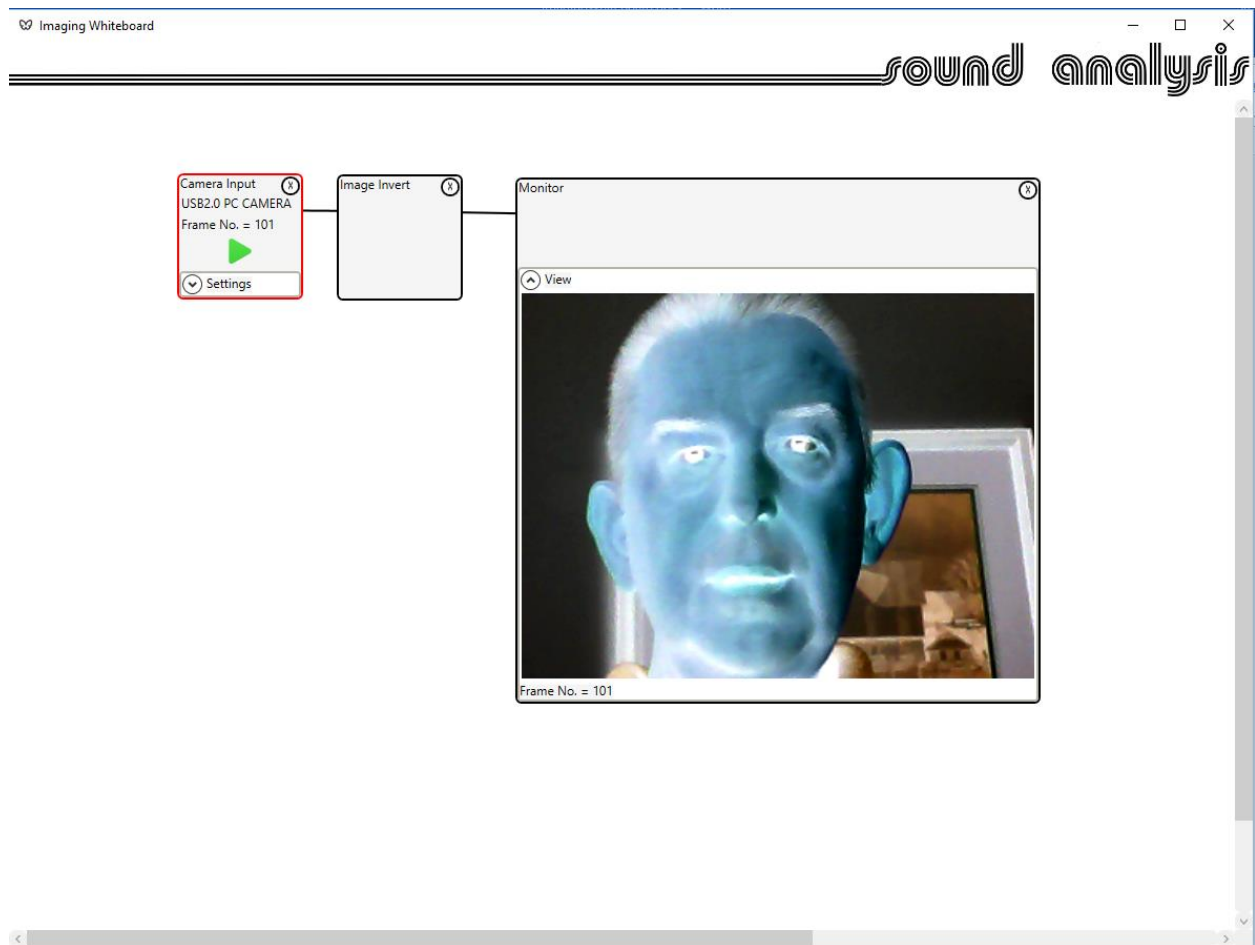 Imaging Whiteboard
sound analysis
Camera Input X
USB2.0 PC CAMERA
Frame No. = 101
Settings
Image Invert X
Monitor X
View
Frame No. = 101